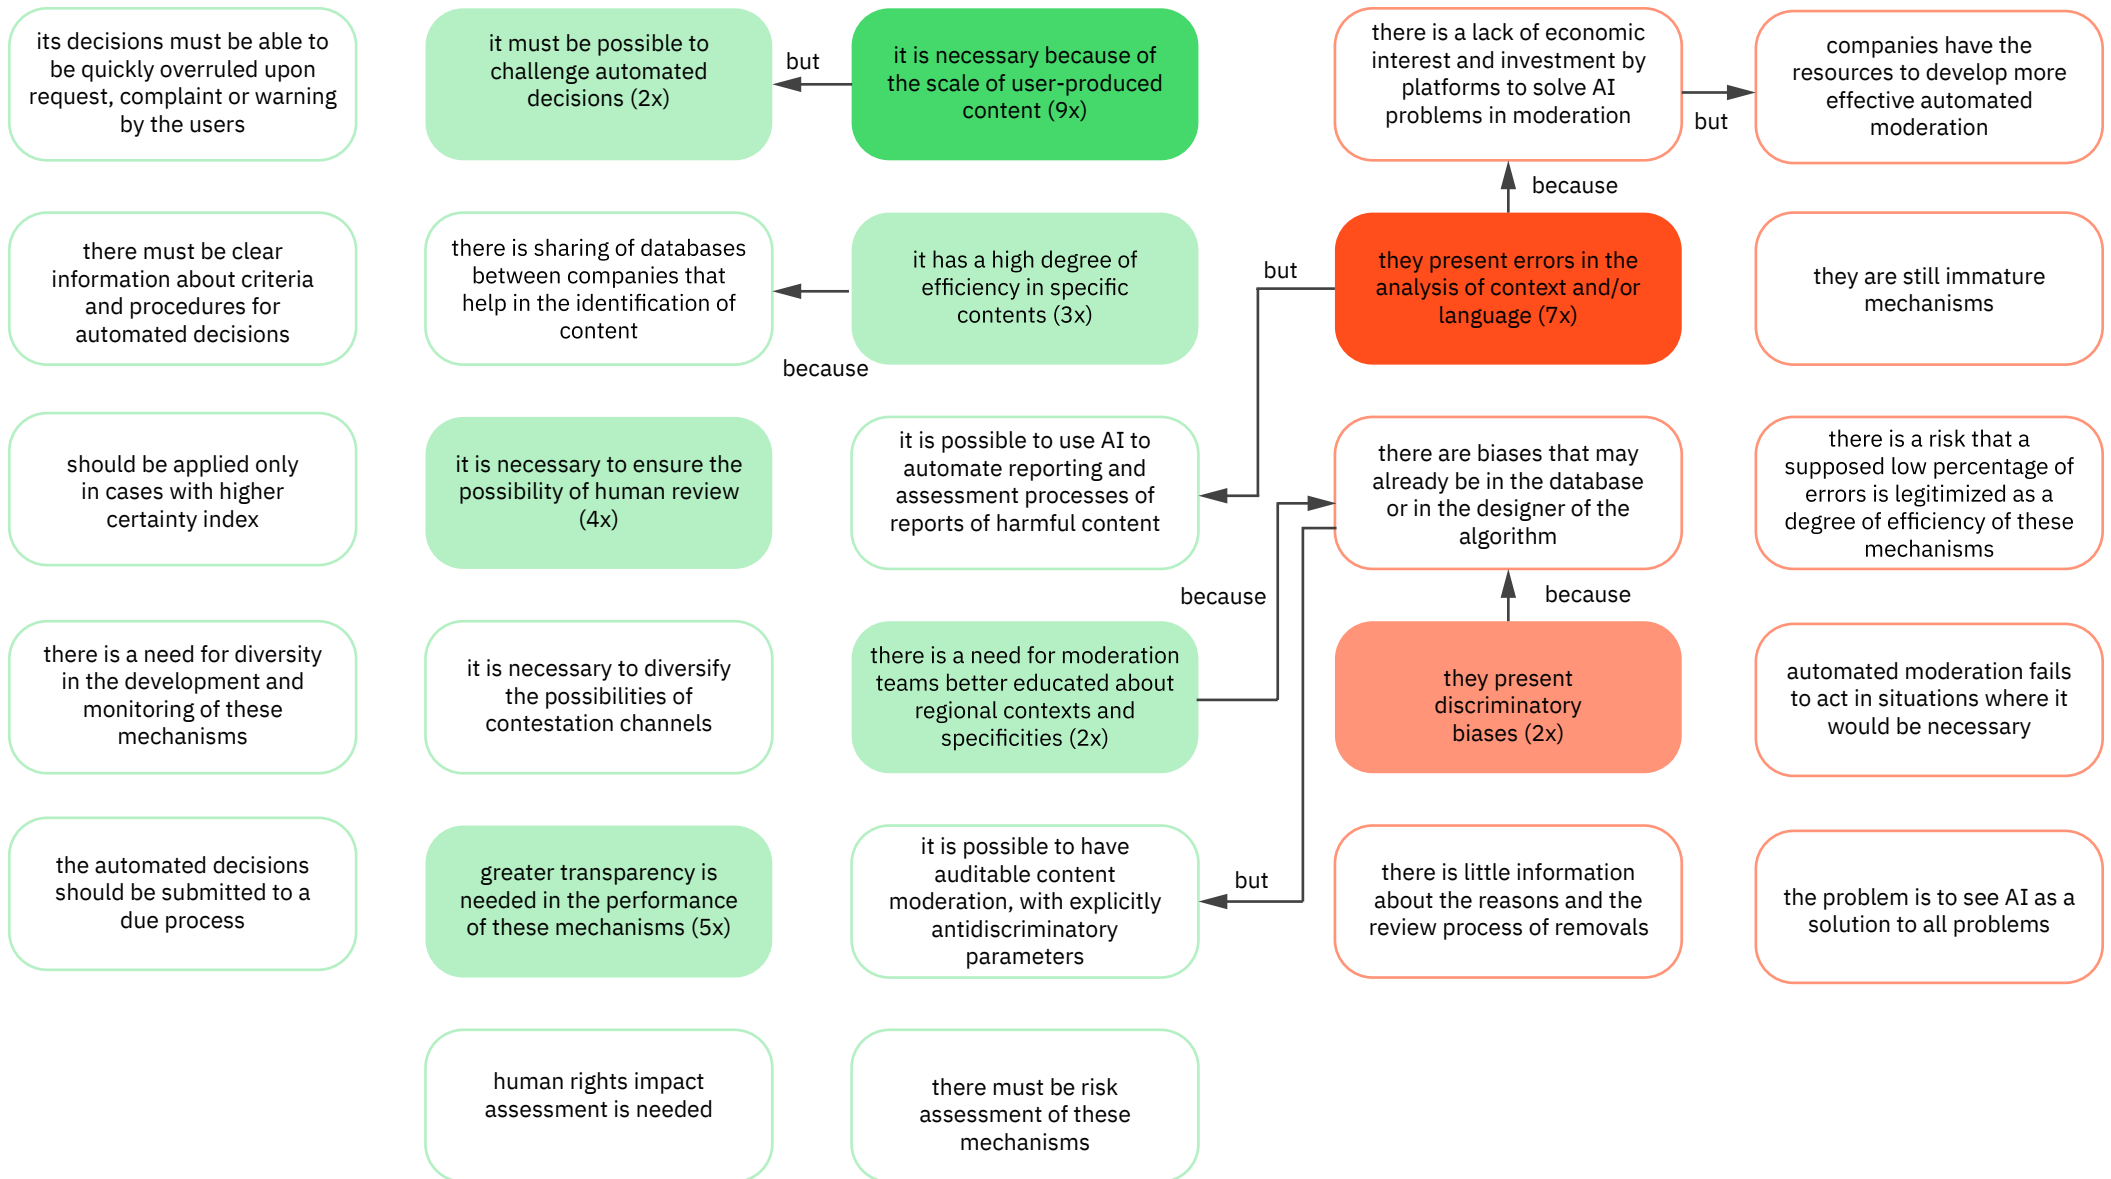 its decisions must be able to
be quickly overruled upon
request, complaint or warning
by the users
it must be possible to
challenge automated
decisions (2x)
but
it is necessary because of
the scale of user-produced
content (9x)
there is a lack of economic
interest and investment by
platforms to solve AI
problems in moderation
but
companies have the
resources to develop more
effective automated
moderation
because
there must be clear
information about criteria
and procedures for
automated decisions
there is sharing of databases
between companies that
help in the identification of
content
because
it has a high degree of
efficiency in specific
contents (3x)
but
they present errors in the
analysis of context and/or
language (7x)
they are still immature
mechanisms
should be applied only
in cases with higher
certainty index
it is necessary to ensure the
possibility of human review
(4x)
it is possible to use AI to
automate reporting and
assessment processes of
reports of harmful content
there are biases that may
already be in the database
or in the designer of the
algorithm
there is a risk that a
supposed low percentage of
errors is legitimized as a
degree of efficiency of these
mechanisms
because
because
there is a need for diversity
in the development and
monitoring of these
mechanisms
it is necessary to diversify
the possibilities of
contestation channels
there is a need for moderation
teams better educated about
regional contexts and
specificities (2x)
they present
discriminatory
biases (2x)
automated moderation fails
to act in situations where it
would be necessary
the automated decisions
should be submitted to a
due process
greater transparency is
needed in the performance
of these mechanisms (5x)
it is possible to have
auditable content
moderation, with explicitly
antidiscriminatory
parameters
but
there is little information
about the reasons and the
review process of removals
the problem is to see AI as a
solution to all problems
human rights impact
assessment is needed
there must be risk
assessment of these
mechanisms